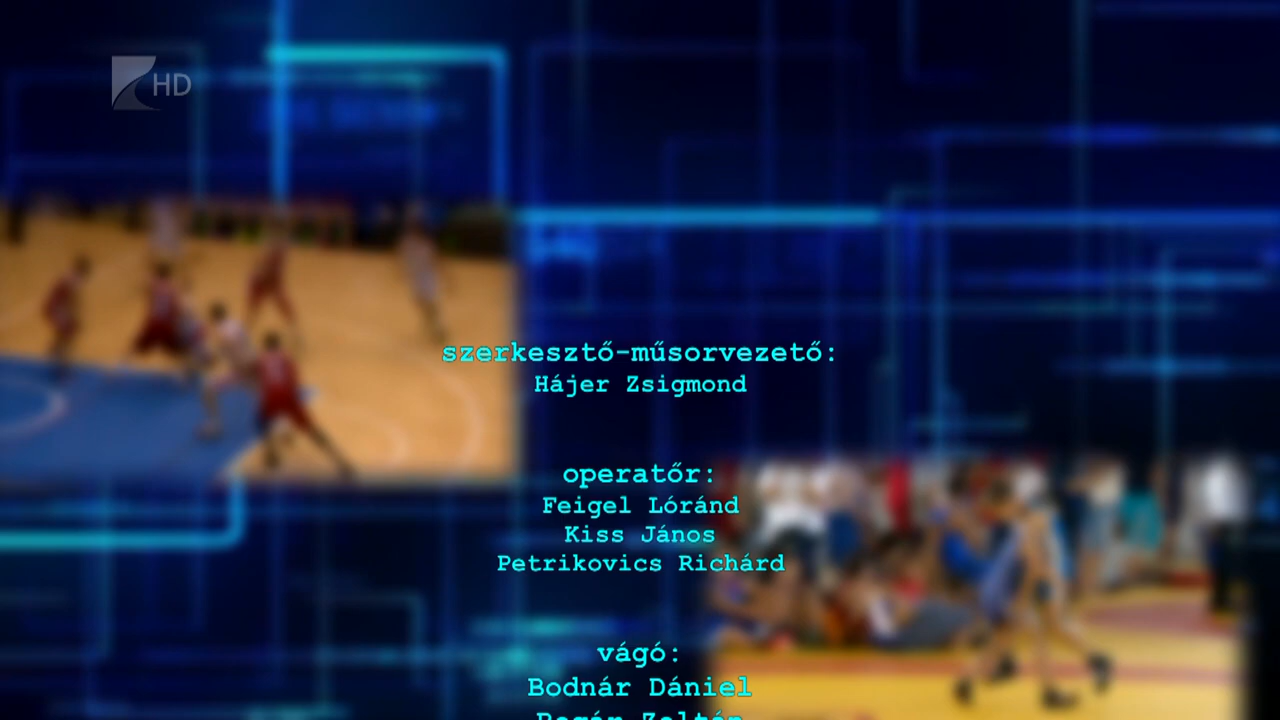 HD
szerkesztő-műsorvezető:
Hájer Zsigmond
operatőr:
Feigel Lóránd
Kiss János
Petrikovics Richárd
vágó:
Bodnár Dániel